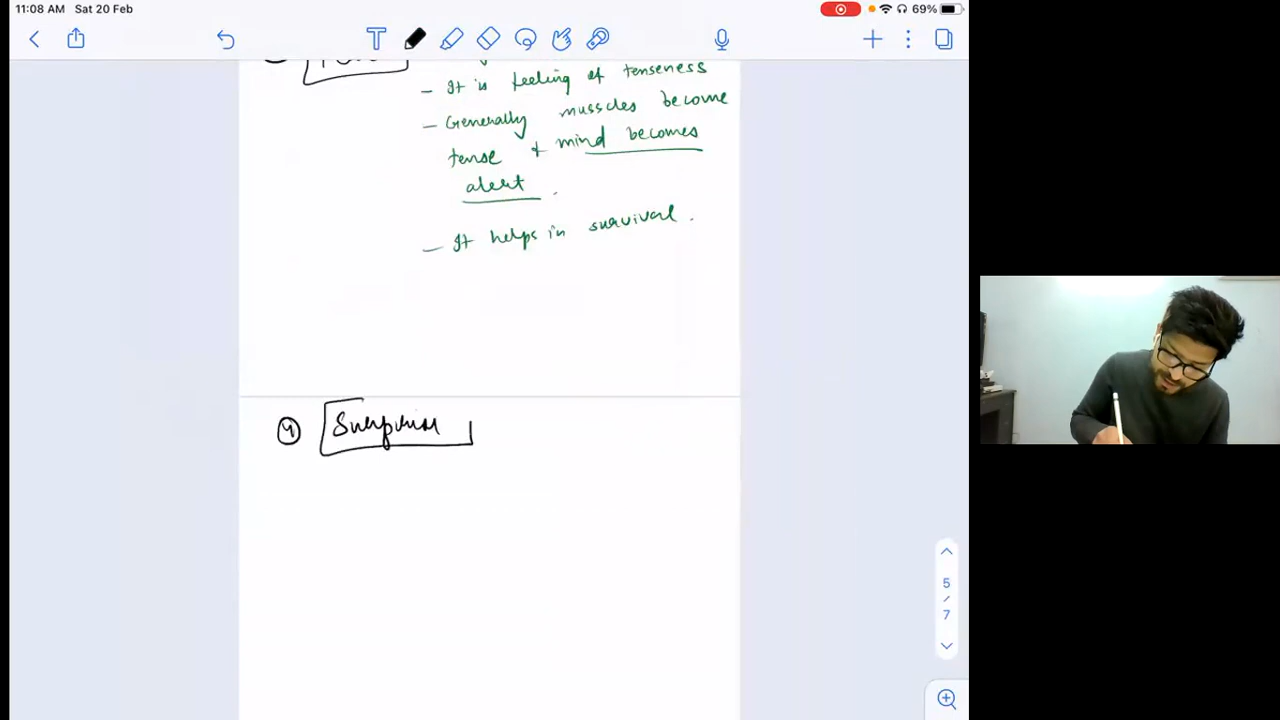 11:08 AM Sat 20 Feb
69%
T
- It is feeling of tenseness
- Generally musscles become
tense + mind becomes
alert .
- It helps in survival .
4 Surprise
5
/
7